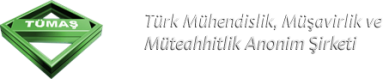 TÜMAŞ
Türk Mühendislik, Müşavirlik ve
Müteahhitlik Anonim Şirketi